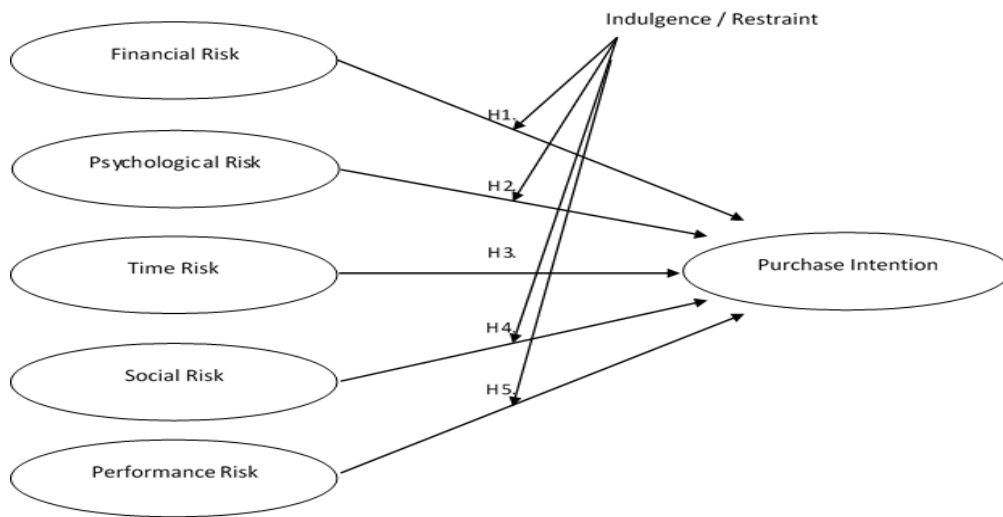 Indulgence / Restraint
Financial Risk
H1.
Psychological Risk
H2.
Time Risk
H3.
Purchase Intention
H4.
Social Risk
H5.
Performance Risk